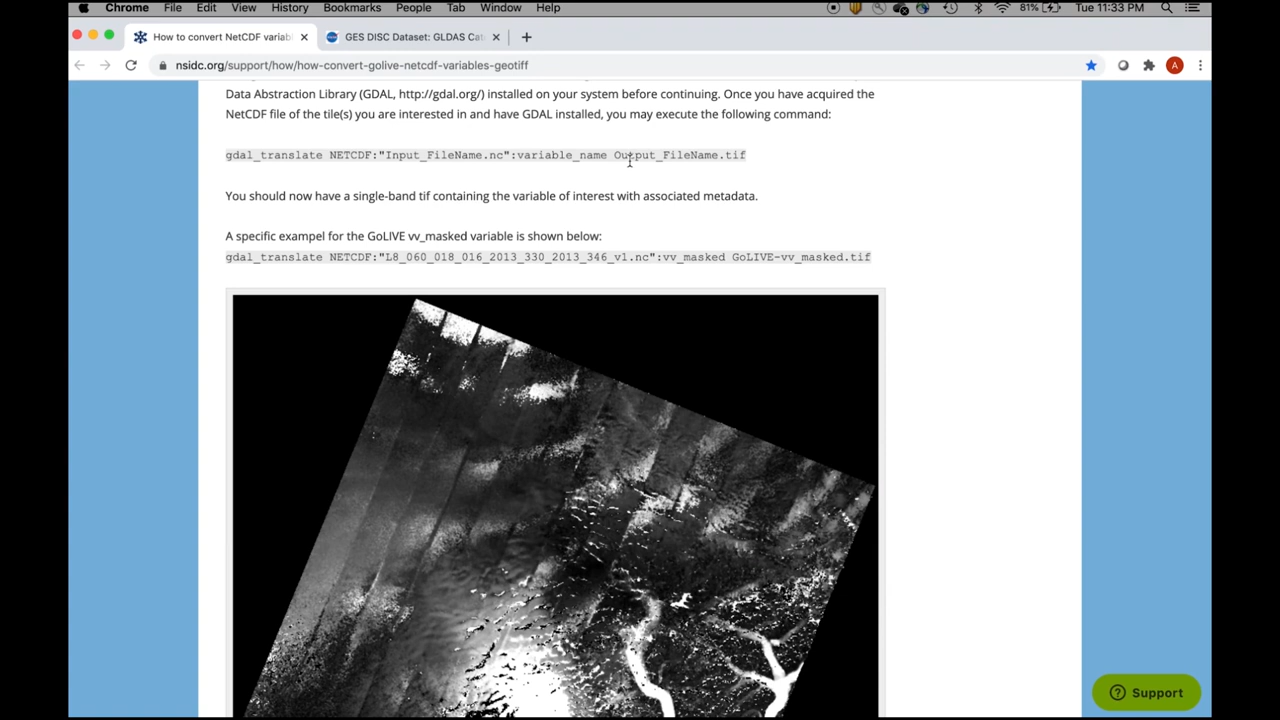 Chrome File Edit View History Bookmarks People Tab Window Help 81% Tue 11:33 PM
How to convert NetCDF variab GES DISC Dataset: GLDAS Cat
nsidc.org/support/how/how-convert-golive-netcdf-variables-geotiff
Data Abstraction Library (GDAL, http://gdal.org/) installed on your system before continuing. Once you have acquired the
NetCDF file of the tile(s) you are interested in and have GDAL installed, you may execute the following command:
gdal_translate NETCDF:"Input_FileName.nc":variable_name Output_FileName.tif
You should now have a single-band tif containing the variable of interest with associated metadata.
A specific exampel for the GoLIVE vv_masked variable is shown below:
gdal_translate NETCDF:"L8_060_018_016_2013_330_2013_346_v1.nc":vv_masked GoLIVE-vv_masked.tif
A
Support